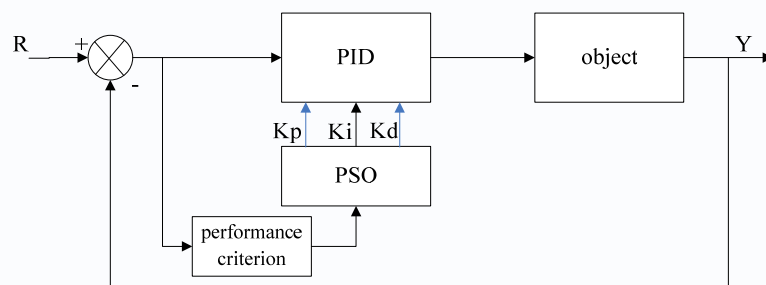 R
+
-
PID
object
Y
Kp
Ki
Kd
PSO
performance
criterion